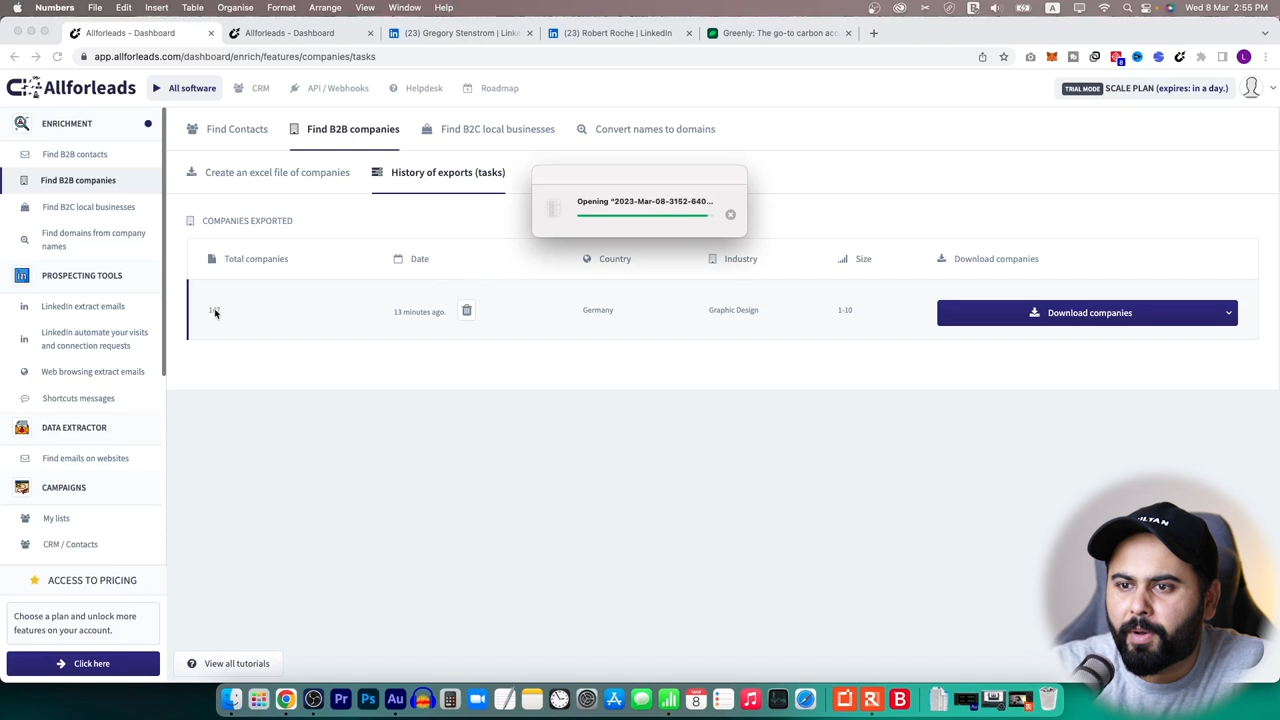 Numbers File Edit Insert Table Organise Format Arrange View Window Help
Wed 8 Mar 2:55 PM
Allforleads - Dashboard
Allforleads - Dashboard
(23) Gregory Stenstrom | Linke
(23) Robert Roche | LinkedIn
Greenly: The go-to carbon acc
app.allforleads.com/dashboard/enrich/features/companies/tasks
Allforleads
All software
CRM
API / Webhooks
Helpdesk
Roadmap
TRIAL MODE SCALE PLAN (expires: in a day.)
ENRICHMENT
Find B2B contacts
Find B2B companies
Find B2C local businesses
Find domains from company
names
PROSPECTING TOOLS
LinkedIn extract emails
LinkedIn automate your visits
and connection requests
Web browsing extract emails
Shortcuts messages
DATA EXTRACTOR
Find emails on websites
CAMPAIGNS
My lists
CRM / Contacts
ACCESS TO PRICING
Choose a plan and unlock more
features on your account.
Click here
Find Contacts
Find B2B companies
Find B2C local businesses
Convert names to domains
Create an excel file of companies
History of exports (tasks)
Opening "2023-Mar-08-3152-640...
COMPANIES EXPORTED
Total companies
Date
Country
Industry
Size
Download companies
13 minutes ago.
Germany
Graphic Design
1-10
Download companies
View all tutorials